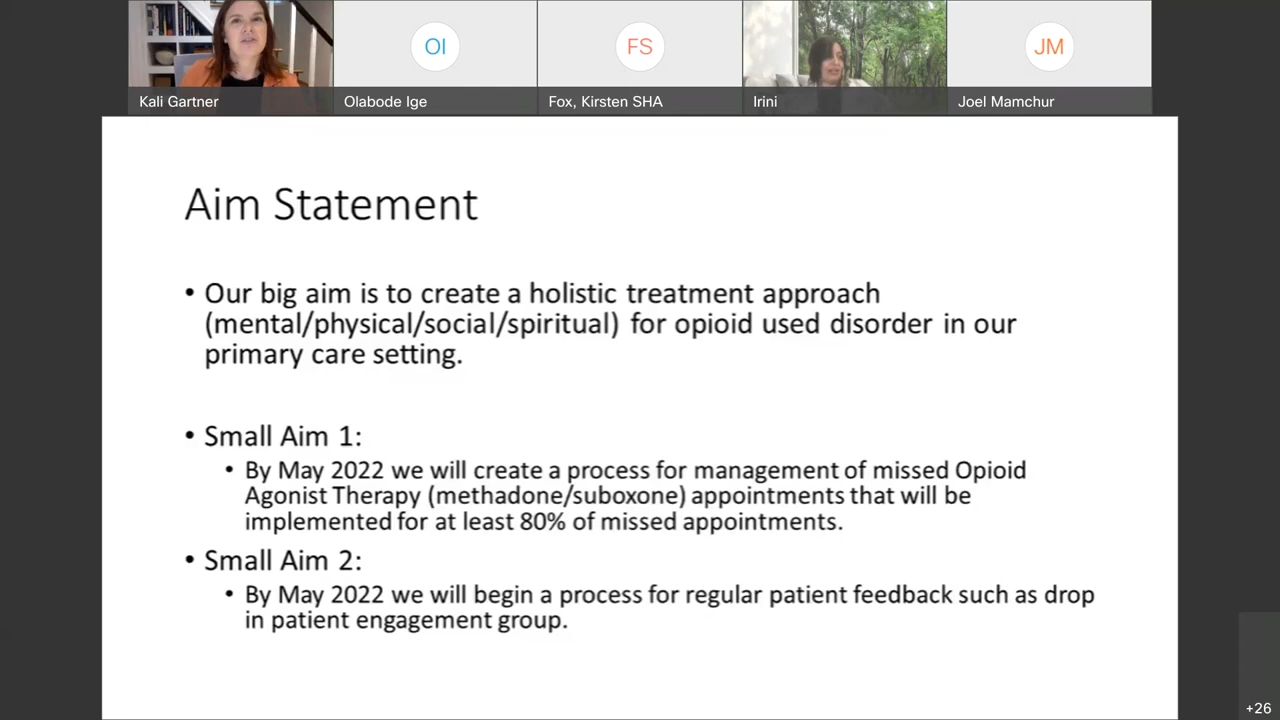 OI
FS
JM
Kali Gartner
Olabode Ige
Fox, Kirsten SHA
Irini
Joel Mamchur
Aim Statement
• Our big aim is to create a holistic treatment approach
(mental/physical/social/spiritual) for opioid used disorder in our
primary care setting.
• Small Aim 1:
• By May 2022 we will create a process for management of missed Opioid
Agonist Therapy (methadone/suboxone) appointments that will be
implemented for at least 80% of missed appointments.
• Small Aim 2:
• By May 2022 we will begin a process for regular patient feedback such as drop
in patient engagement group.
+26